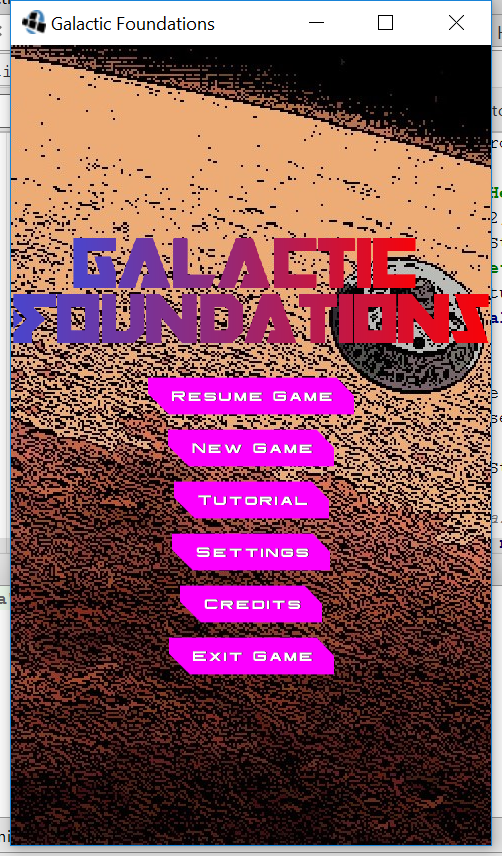 Galactic Foundations
GALACTIC
FOUNDATIONS
RESUME GAME
NEW GAME
TUTORIAL
SETTINGS
CREDITS
EXIT GAME